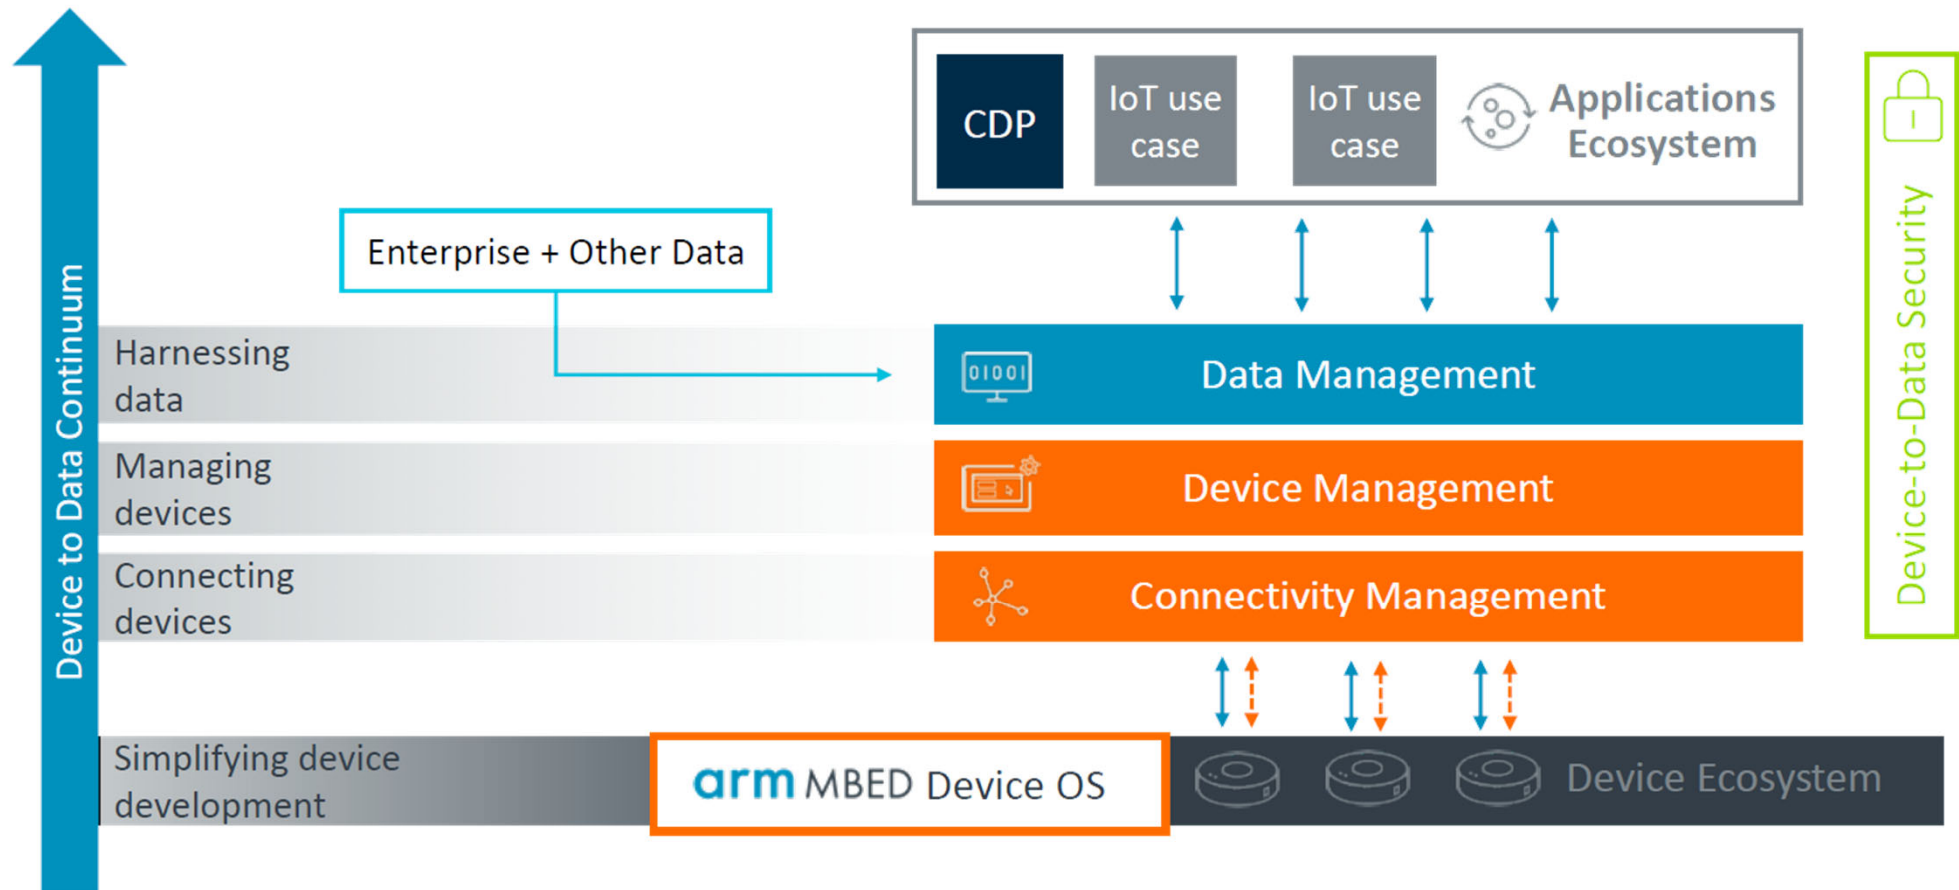 CDP
IoT use
case
IoT use
case
Applications
Ecosystem
Enterprise + Other Data
Device to Data Continuum
Harnessing
data
01001
Data Management
Managing
devices
Device Management
Connecting
devices
Connectivity Management
Device-to-Data Security
Simplifying device
development
arm MBED Device OS
Device Ecosystem